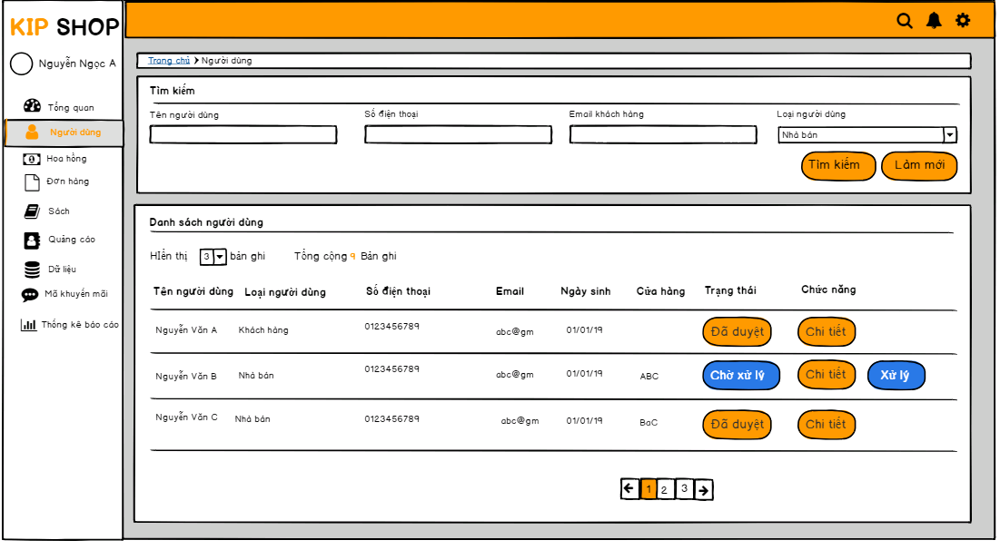 KIP SHOP
Nguyễn Ngọc A
Tổng quan
Người dùng
Hoa hồng
Đơn hàng
Sách
Quảng cáo
Dữ liệu
Mã khuyến mãi
Thống kê báo cáo
Trang chủ > Người dùng
Tìm kiếm
Tên người dùng Số điện thoại Email khách hàng Loại người dùng
Nhà bán
Tìm kiếm Làm mới
Danh sách người dùng
Hiển thị 3 bản ghi Tổng cộng 9 Bản ghi
Tên người dùng Loại người dùng Số điện thoại Email Ngày sinh Cửa hàng Trạng thái Chức năng
Nguyễn Văn A Khách hàng 0123456789 abc@gm 01/01/19 Đã duyệt Chi tiết
Nguyễn Văn B Nhà bán 0123456789 abc@gm 01/01/19 ABC Chờ xử lý Chi tiết Xử lý
Nguyễn Văn C Nhà bán 0123456789 abc@gm 01/01/19 BaC Đã duyệt Chi tiết
1 2 3